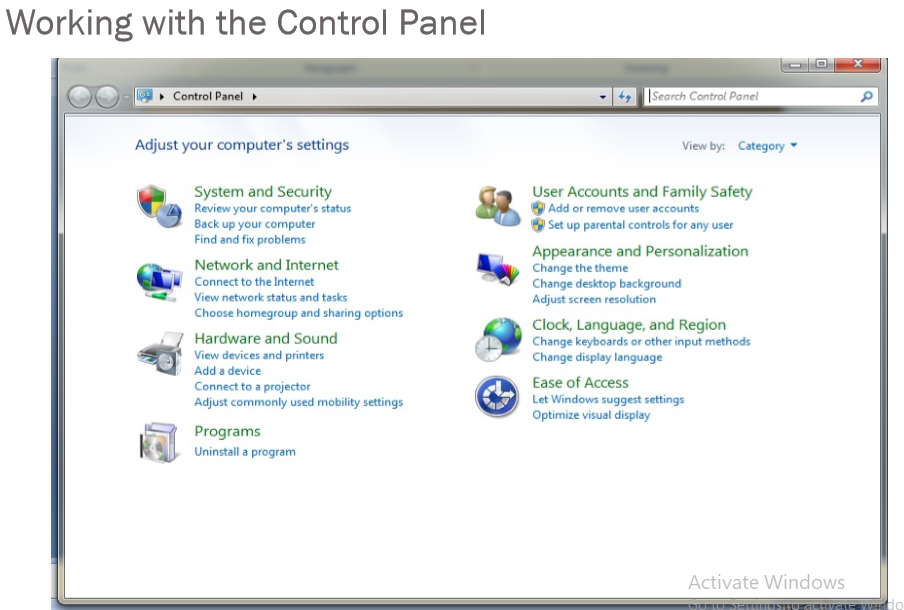 Working with the Control Panel
Control Panel
Search Control Panel
Adjust your computer's settings
View by: Category
System and Security
Review your computer's status
Back up your computer
Find and fix problems
Network and Internet
Connect to the Internet
View network status and tasks
Choose homegroup and sharing options
Hardware and Sound
View devices and printers
Add a device
Connect to a projector
Adjust commonly used mobility settings
Programs
Uninstall a program
User Accounts and Family Safety
Add or remove user accounts
Set up parental controls for any user
Appearance and Personalization
Change the theme
Change desktop background
Adjust screen resolution
Clock, Language, and Region
Change keyboards or other input methods
Change display language
Ease of Access
Let Windows suggest settings
Optimize visual display
Activate Windows
Go to Settings to activate Windo